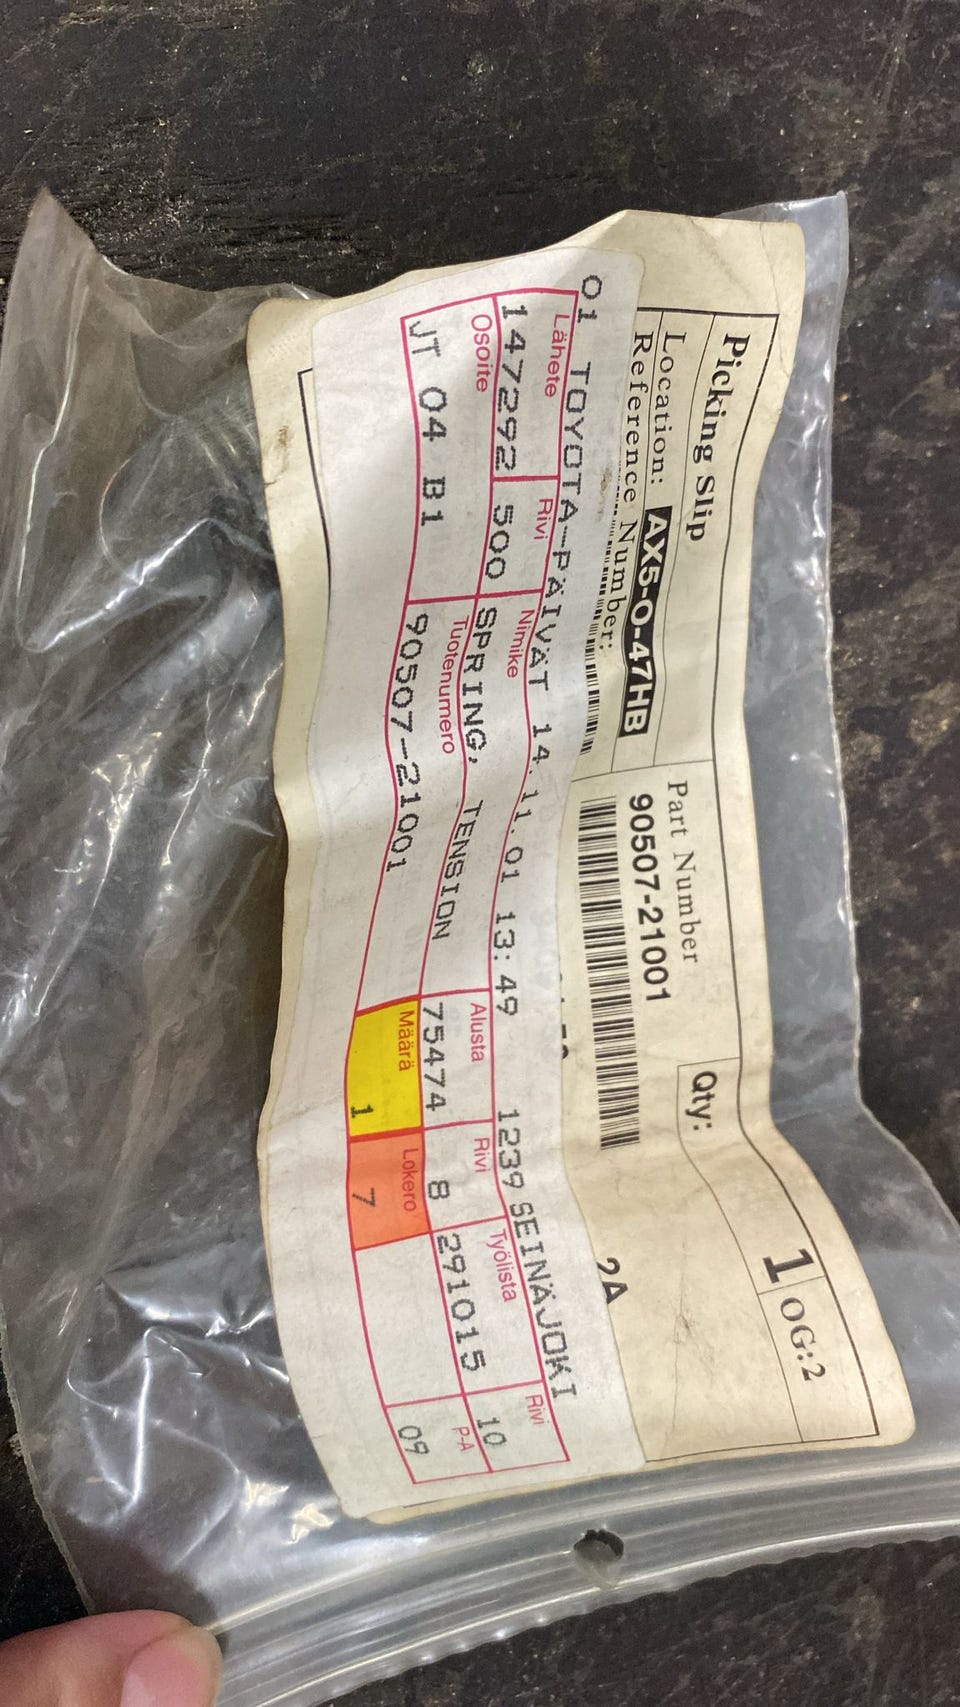 Picking Slip
Location: AX5-0-47HB
Reference Number:
Part Number
90507-21001
Qty: 1 OG:2
2A
01 TOYOTA-PÄIVÄT 14.11.01 13:49 1239 SEINÄJOKI
Lähete Rivi Nimike Alusta Rivi Työlista Rivi
147292 500 SPRING, TENSION 75474 8 291015 10
Osoite Tuotenumero Määrä Lokero P-A
JT 04 B1 90507-21001 1 7 09